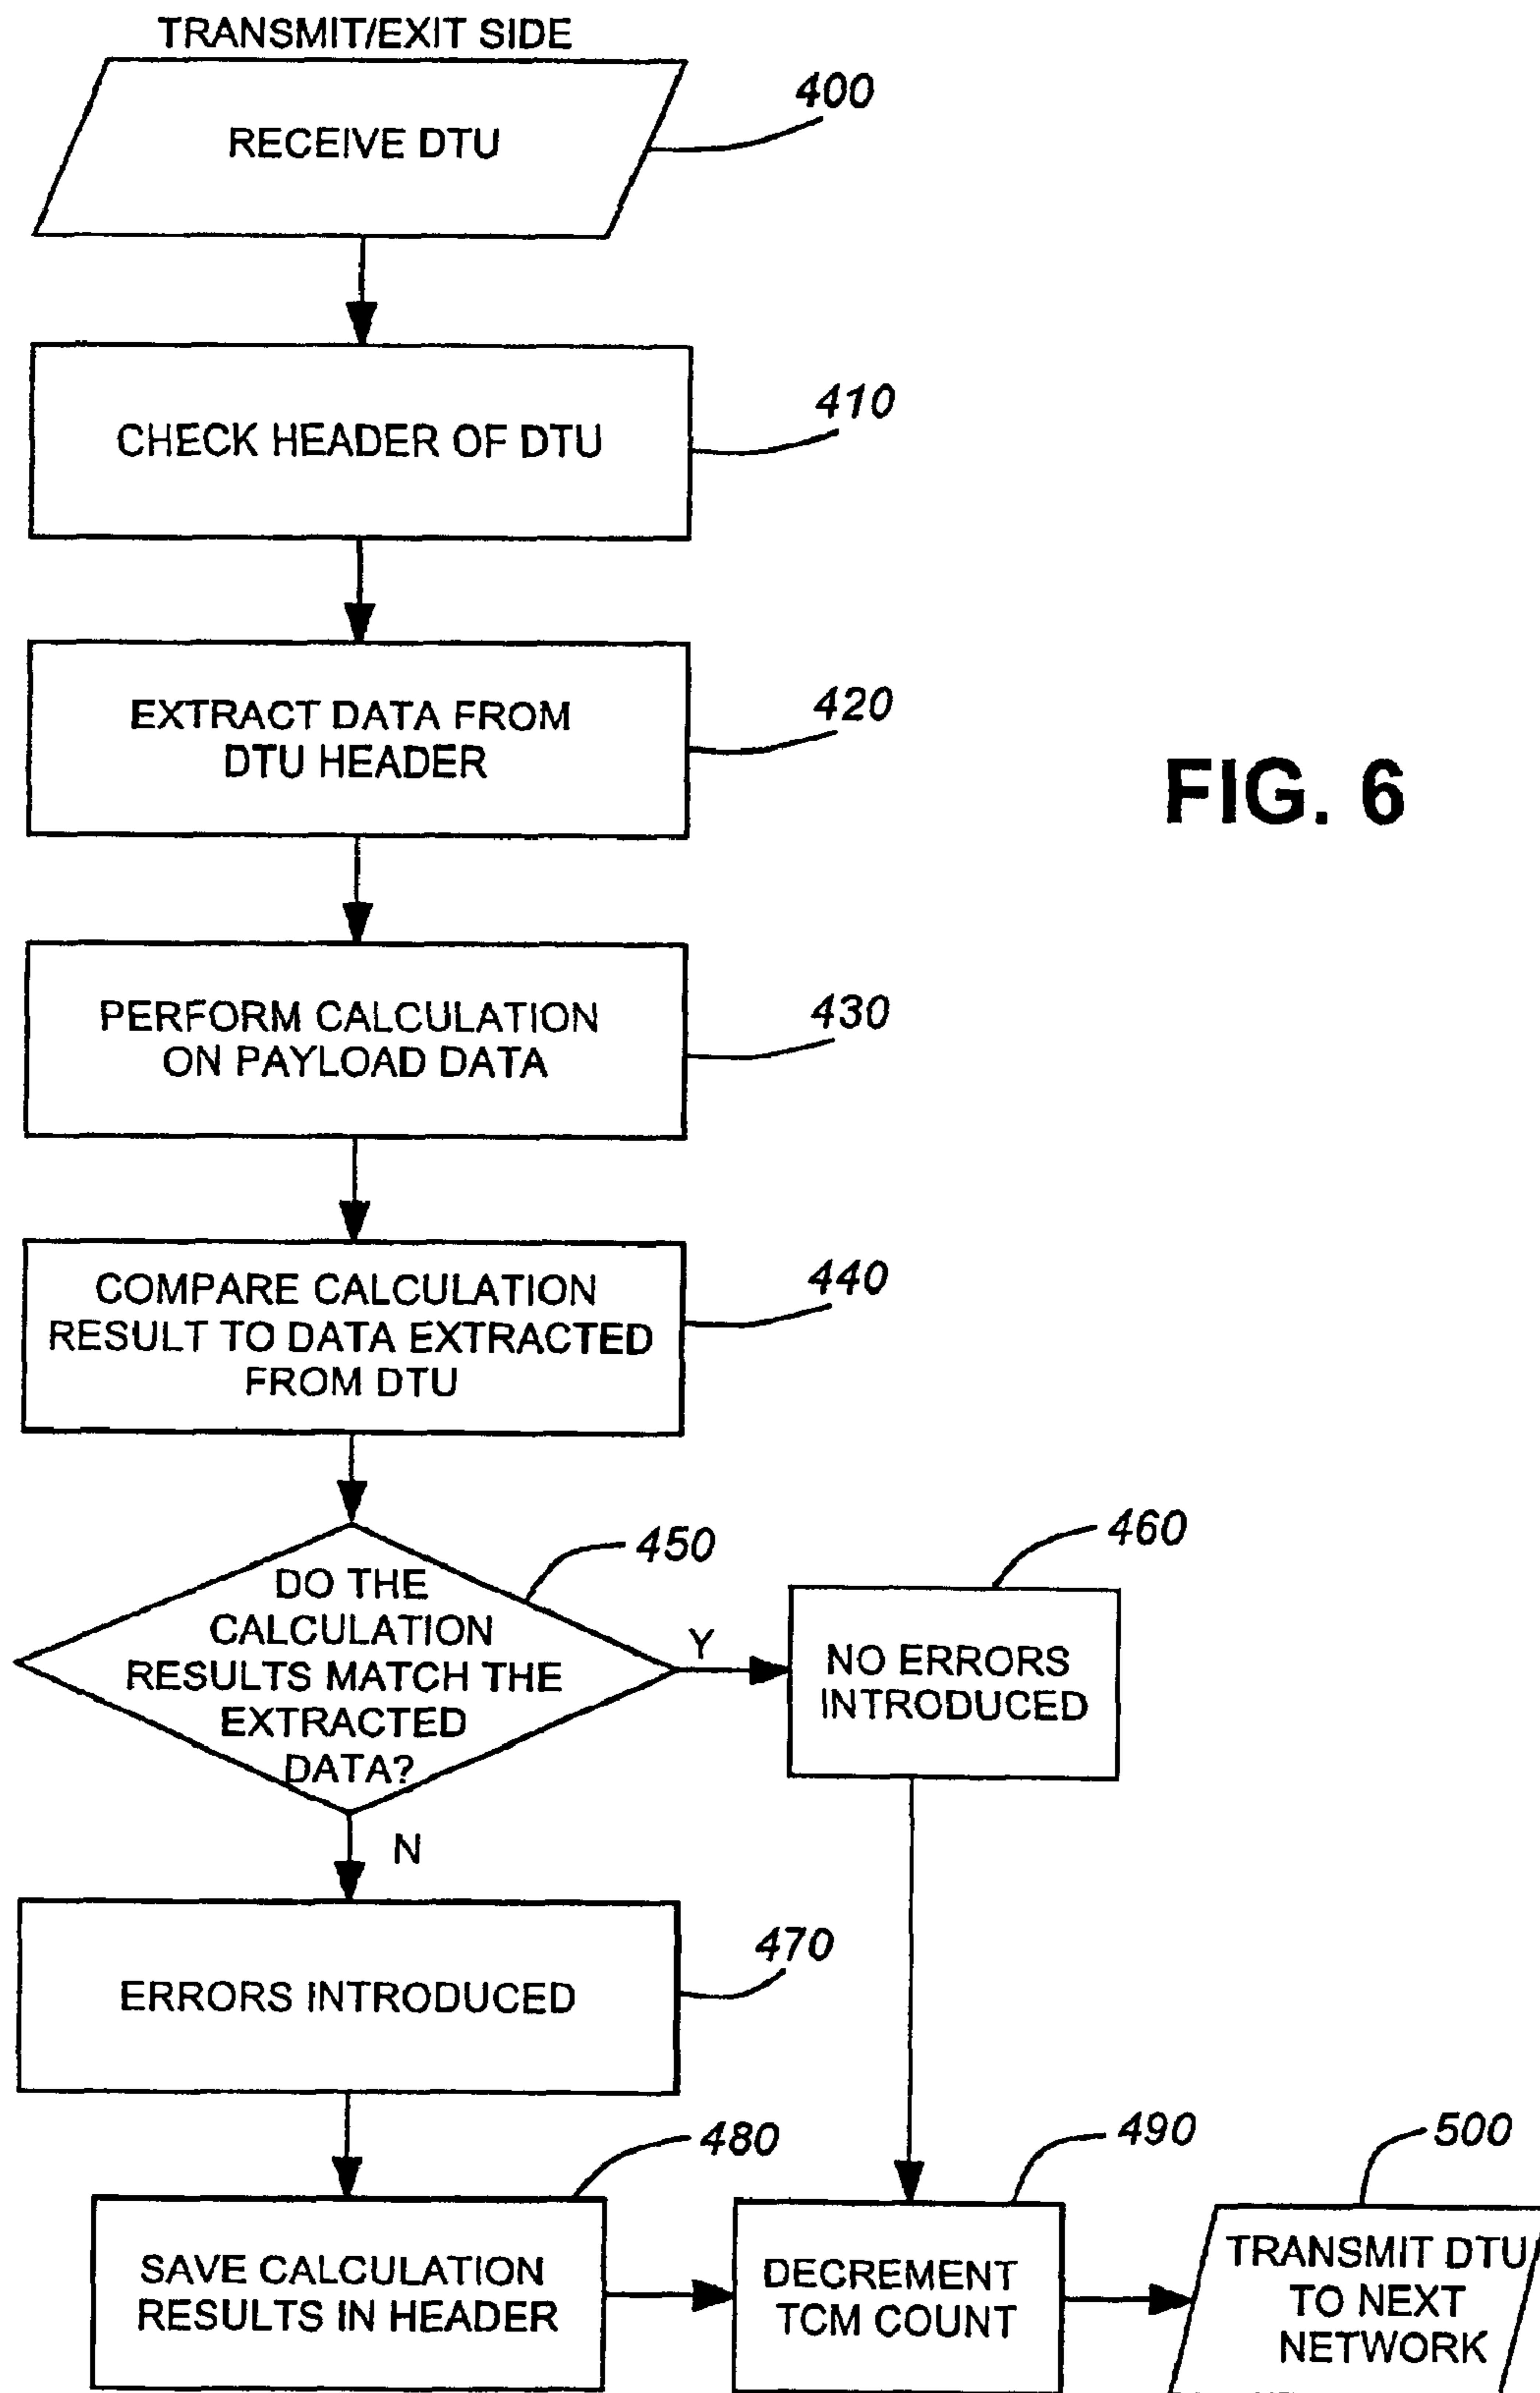 TRANSMIT/EXIT SIDE
RECEIVE DTU
400
CHECK HEADER OF DTU
410
EXTRACT DATA FROM
DTU HEADER
420
FIG. 6
PERFORM CALCULATION
ON PAYLOAD DATA
430
COMPARE CALCULATION
RESULT TO DATA EXTRACTED
FROM DTU
440
DO THE
CALCULATION
RESULTS MATCH THE
EXTRACTED
DATA?
450
Y
NO ERRORS
INTRODUCED
460
N
ERRORS INTRODUCED
470
SAVE CALCULATION
RESULTS IN HEADER
480
DECREMENT
TCM COUNT
490
TRANSMIT DTU
TO NEXT
NETWORK
500